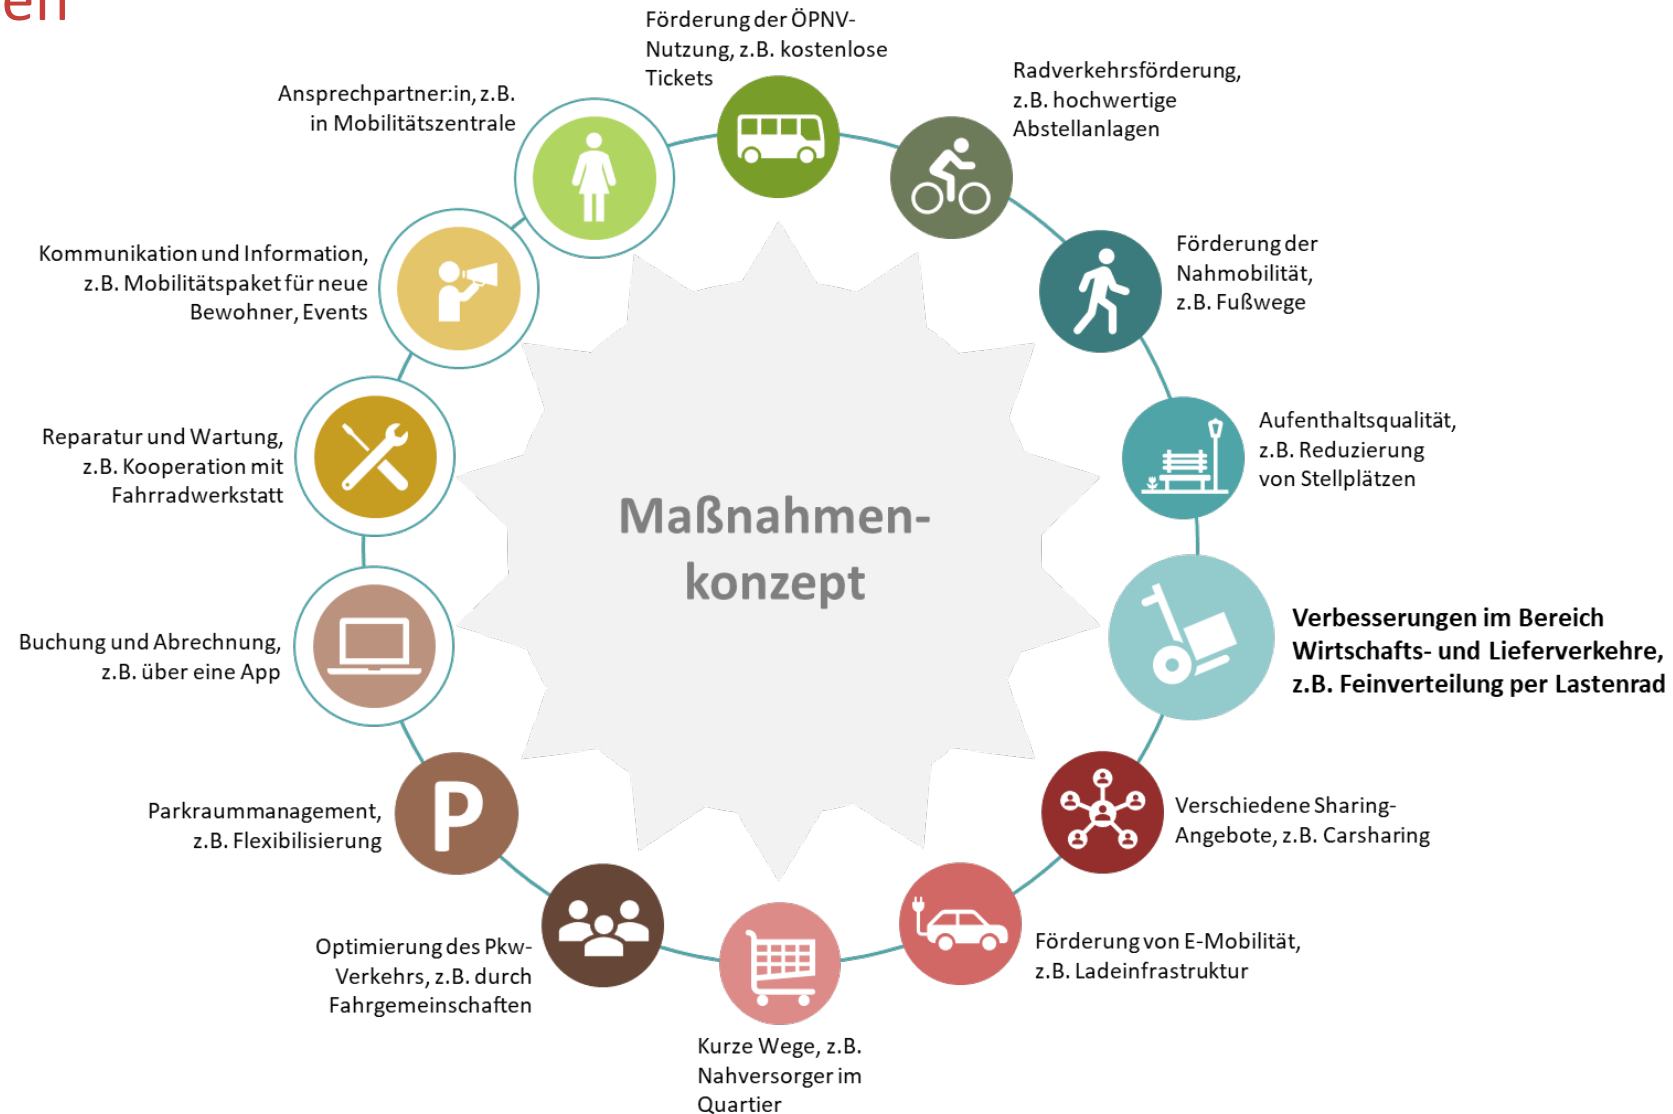 en
Förderung der ÖPNV-
Nutzung, z.B. kostenlose
Tickets
Radverkehrsförderung,
z.B. hochwertige
Abstellanlagen
Förderung der
Nahmobilität,
z.B. Fußwege
Aufenthaltsqualität,
z.B. Reduzierung
von Stellplätzen
Verbesserungen im Bereich
Wirtschafts- und Lieferverkehre,
z.B. Feinverteilung per Lastenrad
Verschiedene Sharing-
Angebote, z.B. Carsharing
Förderung von E-Mobilität,
z.B. Ladeinfrastruktur
Kurze Wege, z.B.
Nahversorger im
Quartier
Optimierung des Pkw-
Verkehrs, z.B. durch
Fahrgemeinschaften
P
Parkraummanagement,
z.B. Flexibilisierung
Buchung und Abrechnung,
z.B. über eine App
Reparatur und Wartung,
z.B. Kooperation mit
Fahrradwerkstatt
Kommunikation und Information,
z.B. Mobilitätspaket für neue
Bewohner, Events
Ansprechpartner:in, z.B.
in Mobilitätszentrale
Maßnahmen-
konzept